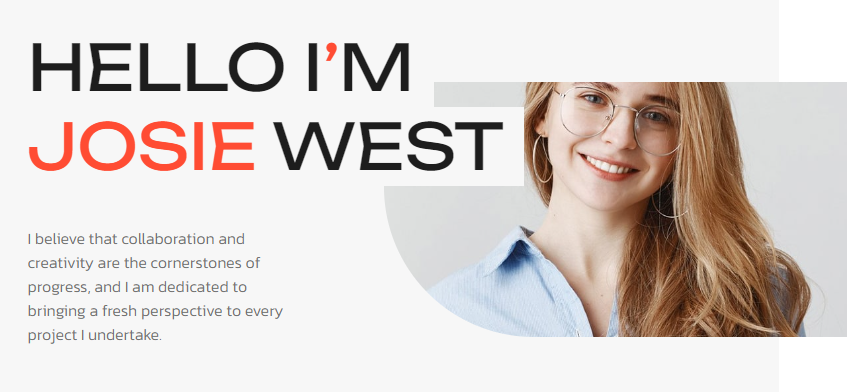 HELLO I’M
JOSIE WEST
I believe that collaboration and
creativity are the cornerstones of
progress, and I am dedicated to
bringing a fresh perspective to every
project I undertake.